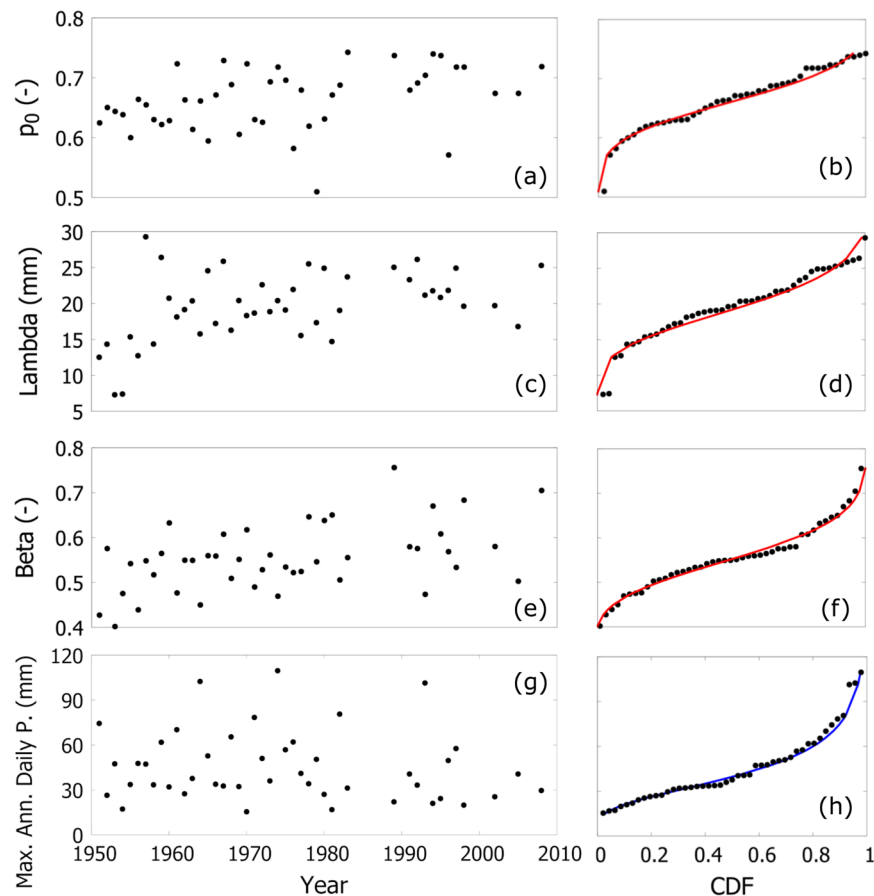 p0 (-)
0.8
0.7
0.6
0.5
(a)
(b)
Lambda (mm)
30
25
20
15
10
5
(c)
(d)
Beta (-)
0.8
0.7
0.6
0.5
0.4
(e)
(f)
Max. Ann. Daily P. (mm)
120
90
60
30
0
(g)
(h)
1950 1960 1970 1980 1990 2000 2010
0 0.2 0.4 0.6 0.8 1
Year
CDF